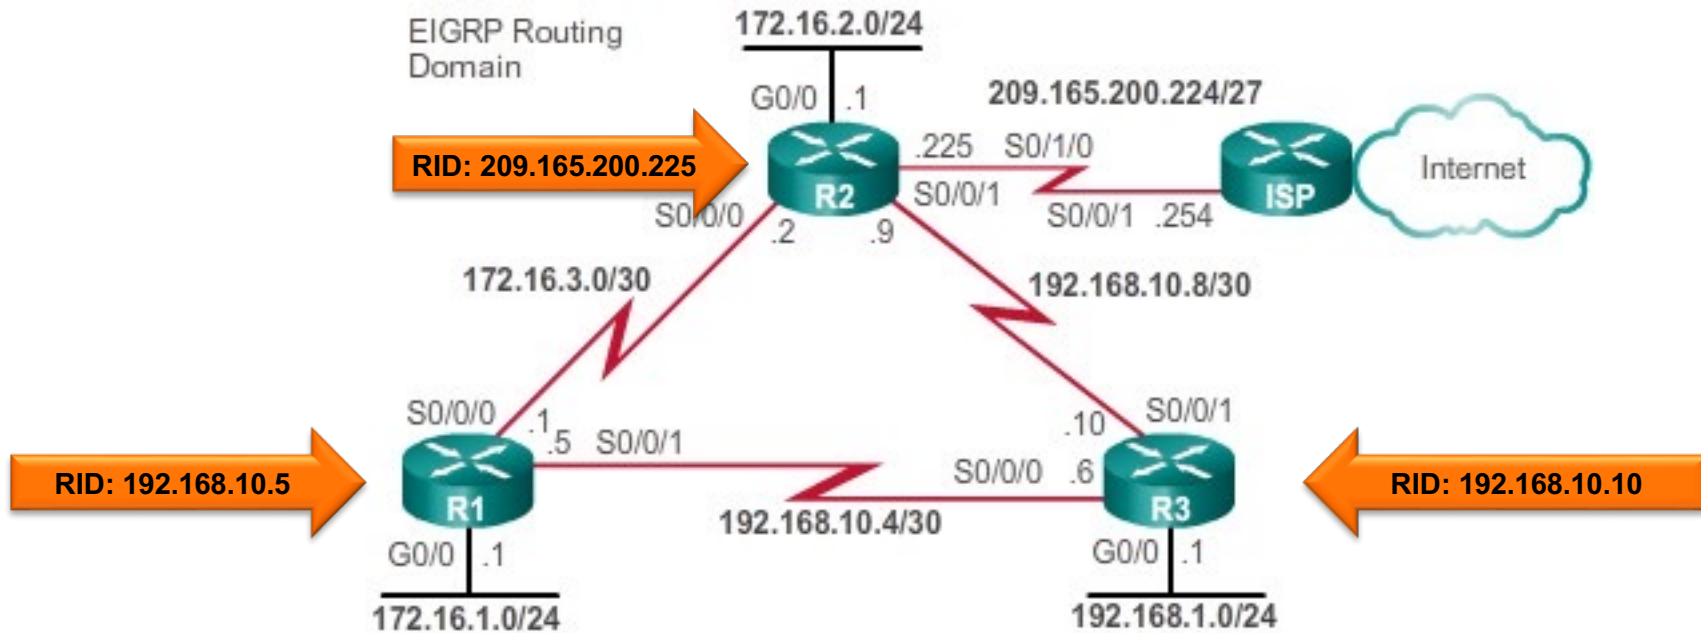 EIGRP Routing
Domain
172.16.2.0/24
G0/0 .1
209.165.200.224/27
RID: 209.165.200.225
R2
.225 S0/1/0
S0/0/1
S0/0/1 .254
ISP
Internet
S0/0/0
.2 .9
172.16.3.0/30
192.168.10.8/30
S0/0/0 .1
.5 S0/0/1
.10 S0/0/1
S0/0/0 .6
RID: 192.168.10.5
R1
192.168.10.4/30
R3
RID: 192.168.10.10
G0/0 .1
172.16.1.0/24
G0/0 .1
192.168.1.0/24